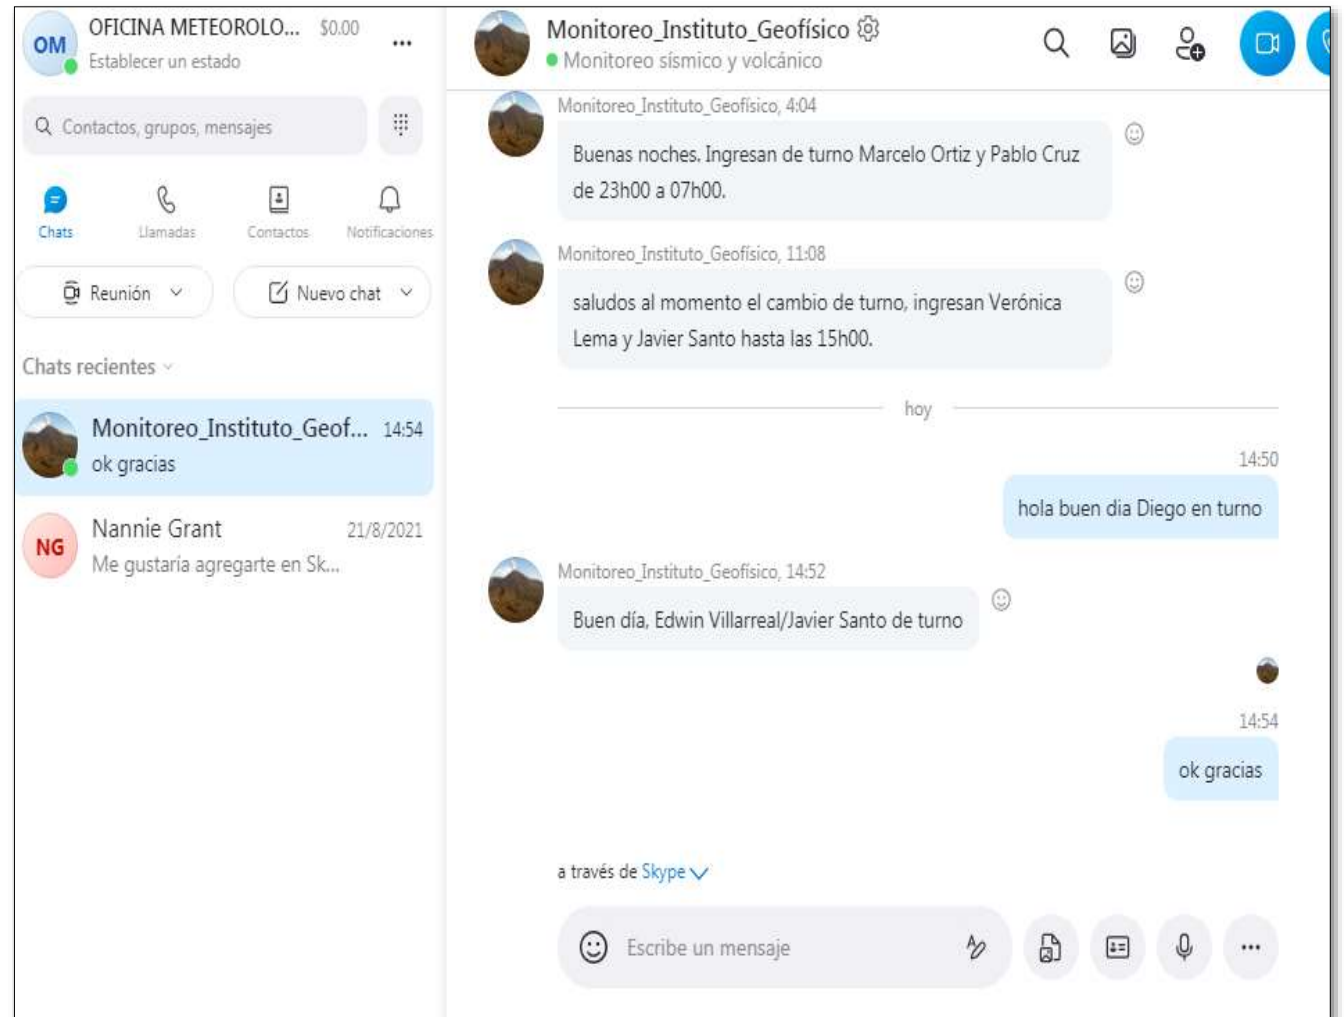 OM
OFICINA METEOROLO... $0.00
Establecer un estado
Contactos, grupos, mensajes
Chats
Llamadas
Contactos
Notificaciones
Reunión
Nuevo chat
Chats recientes
Monitoreo_Instituto_Geof... 14:54
ok gracias
NG
Nannie Grant 21/8/2021
Me gustaría agregarte en Sk...
Monitoreo_Instituto_Geofísico
Monitoreo sísmico y volcánico
Monitoreo_Instituto_Geofísico, 4:04
Buenas noches. Ingresan de turno Marcelo Ortiz y Pablo Cruz
de 23h00 a 07h00.
Monitoreo_Instituto_Geofísico, 11:08
saludos al momento el cambio de turno, ingresan Verónica
Lema y Javier Santo hasta las 15h00.
hoy
14:50
hola buen dia Diego en turno
Monitoreo_Instituto_Geofísico, 14:52
Buen día, Edwin Villarreal/Javier Santo de turno
14:54
ok gracias
a través de Skype
Escribe un mensaje